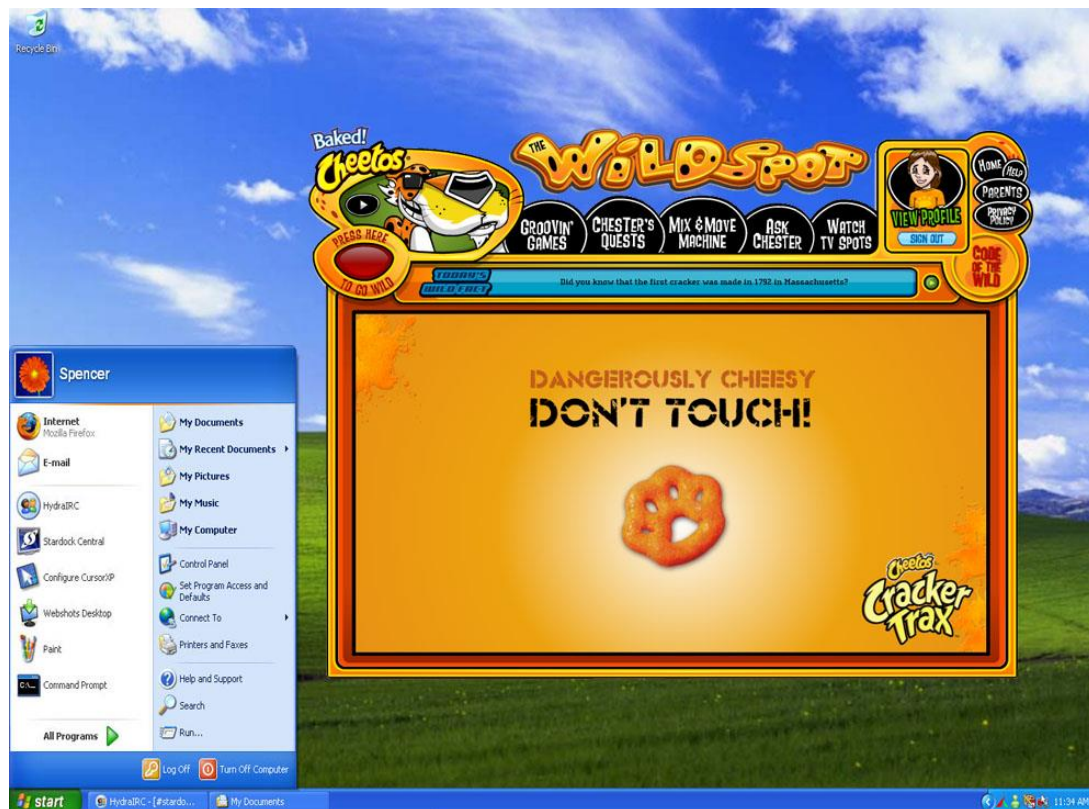 Recycle Bin
Baked!
Cheetos
PRESS HERE
TO GO WILD
THE WILD SPOT
GROOVIN' GAMES
CHESTER'S QUESTS
MIX & MOVE MACHINE
ASK CHESTER
WATCH TV SPOTS
VIEW PROFILE
SIGN OUT
HOME
HELP
PARENTS
PRIVACY POLICY
CODE OF THE WILD
TODAY'S
WILD FACT
Did you know that the first cracker was made in 1792 in Massachusetts?
DANGEROUSLY CHEESY
DON'T TOUCH!
Cheetos
Cracker
Trax
Spencer
Internet
Mozilla Firefox
E-mail
HydraIRC
Stardock Central
Configure CursorXP
Webshots Desktop
Paint
Command Prompt
All Programs
My Documents
My Recent Documents
My Pictures
My Music
My Computer
Control Panel
Set Program Access and
Defaults
Connect To
Printers and Faxes
Help and Support
Search
Run...
Log Off
Turn Off Computer
start
HydraIRC - [#stardo...
My Documents
11:34 AM